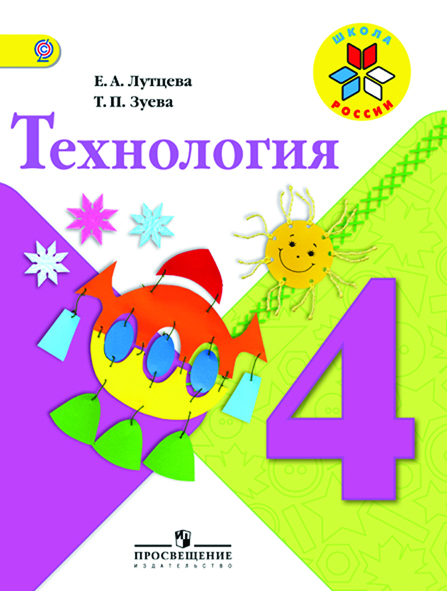 Е. А. Лутцева
Т. П. Зуева
ШКОЛА
РОССИИ
Технология
4
ПРОСВЕЩЕНИЕ
ИЗДАТЕЛЬСТВО